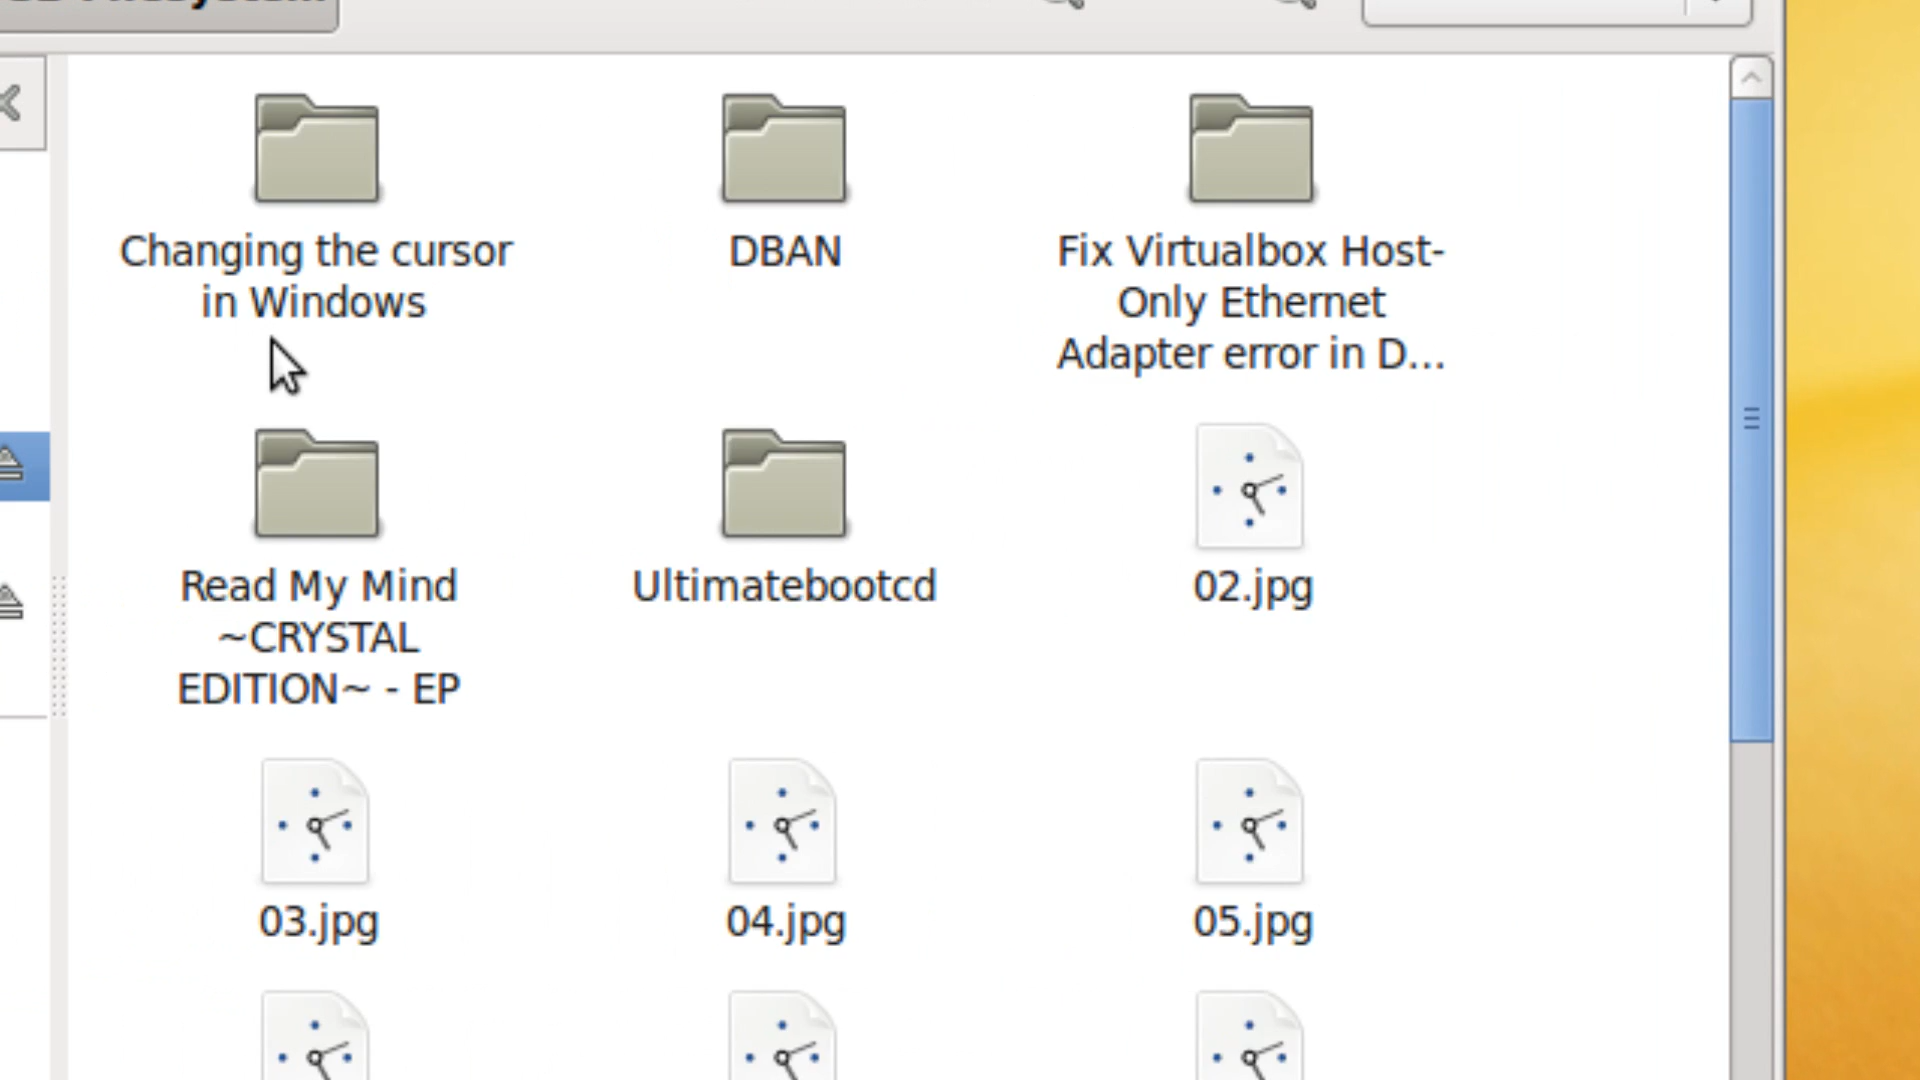 Changing the cursor
in Windows
DBAN
Fix Virtualbox Host-
Only Ethernet
Adapter error in D...
Read My Mind
~CRYSTAL
EDITION~ - EP
Ultimatebootcd
02.jpg
03.jpg
04.jpg
05.jpg